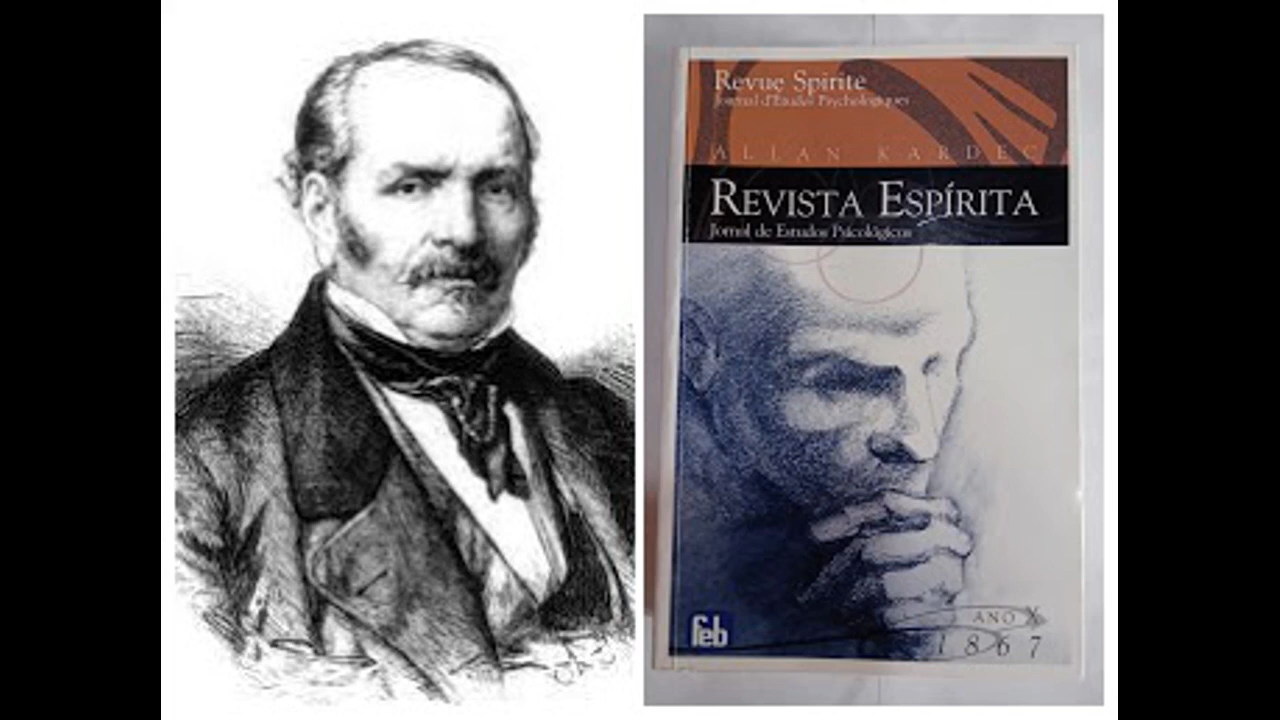 Revue Spirite
Journal d'Études Psychologiques
ALLAN KARDEC
REVISTA ESPÍRITA
Jornal de Estudos Psicológicos
feb
ANO X
1867